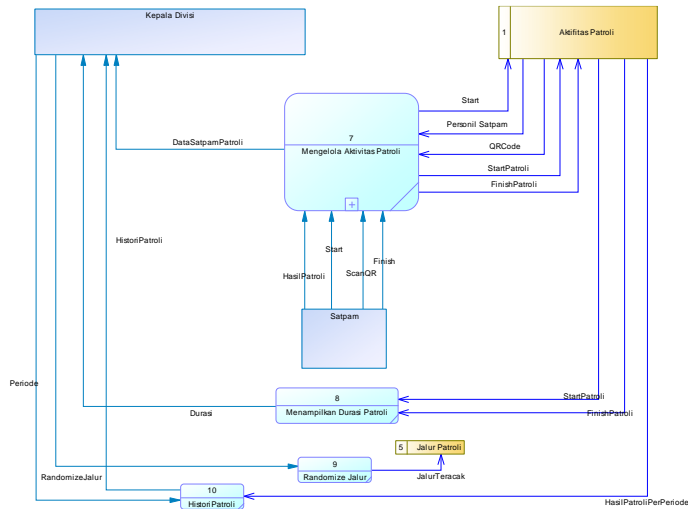 Kepala Divisi
1
Aktifitas Patroli
Start
Personil Satpam
QRCode
StartPatroli
FinishPatroli
7
Mengelola Aktivitas Patroli
DataSatpamPatroli
HistoriPatroli
Start
Finish
HasilPatroli
ScanQR
Satpam
Periode
8
Menampilkan Durasi Patroli
Durasi
StartPatroli
FinishPatroli
5
Jalur Patroli
9
Randomize Jalur
RandomizeJalur
JalurTeracak
10
HistoriPatroli
HasilPatroliPerPeriode